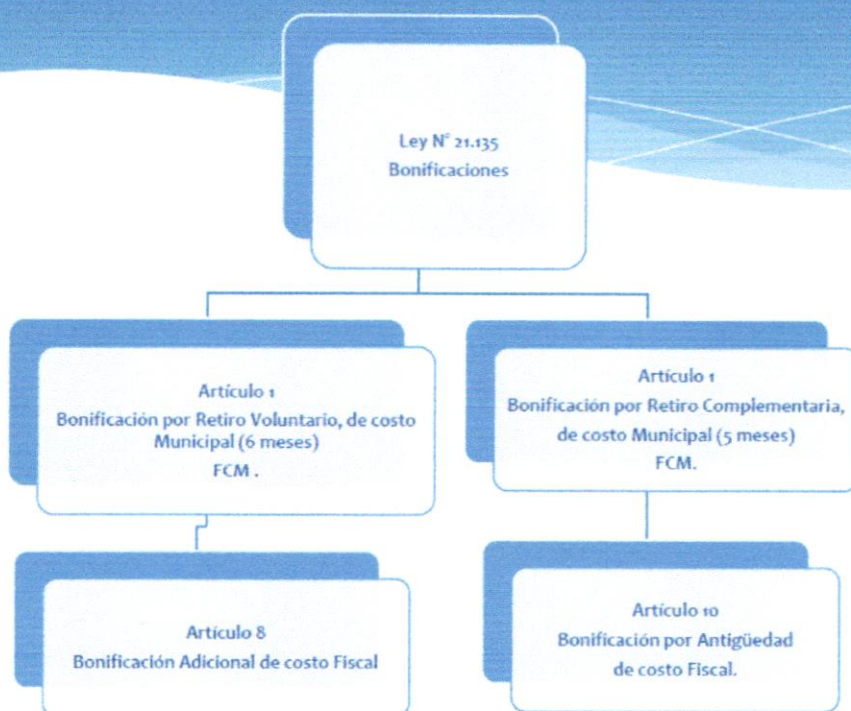 Ley N° 21.135
Bonificaciones
Artículo 1
Bonificación por Retiro Voluntario, de costo
Municipal (6 meses)
FCM .
Artículo 1
Bonificación por Retiro Complementaria,
de costo Municipal (5 meses)
FCM.
Artículo 8
Bonificación Adicional de costo Fiscal
Artículo 10
Bonificación por Antigüedad
de costo Fiscal.